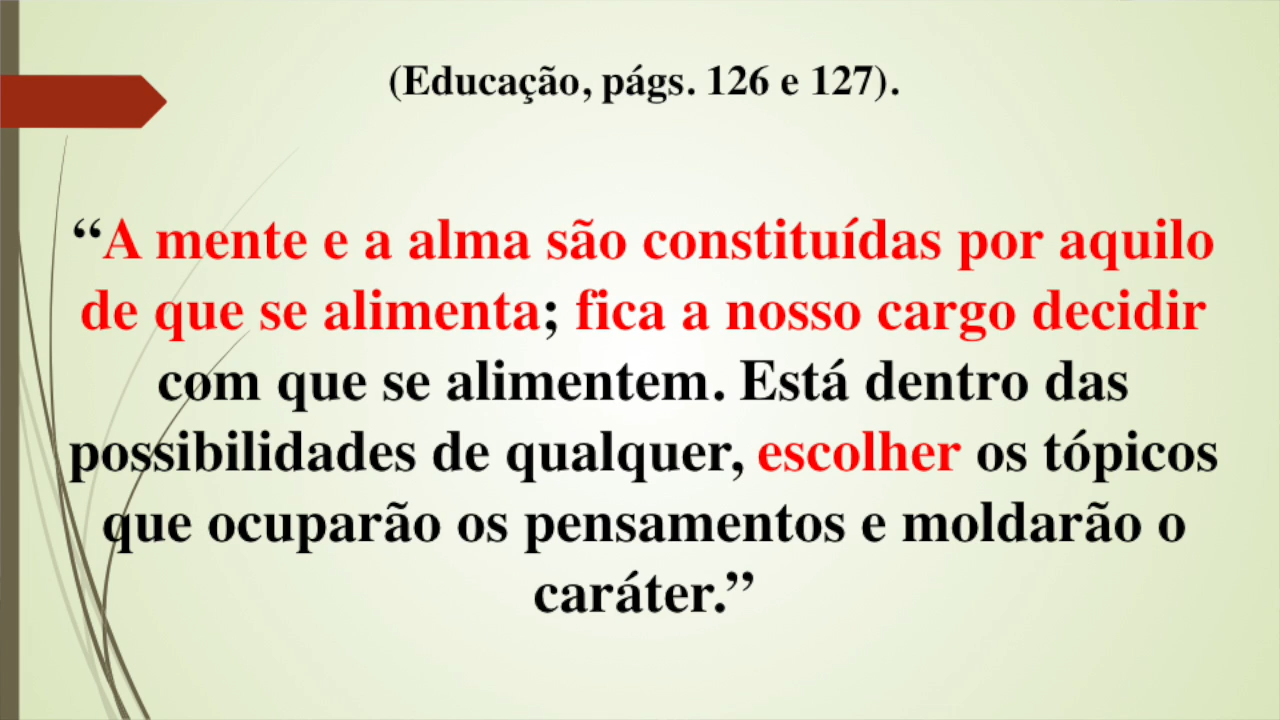 (Educação, págs. 126 e 127).
“A mente e a alma são constituídas por aquilo
de que se alimenta; fica a nosso cargo decidir
com que se alimentem. Está dentro das
possibilidades de qualquer, escolher os tópicos
que ocuparão os pensamentos e moldarão o
caráter.”